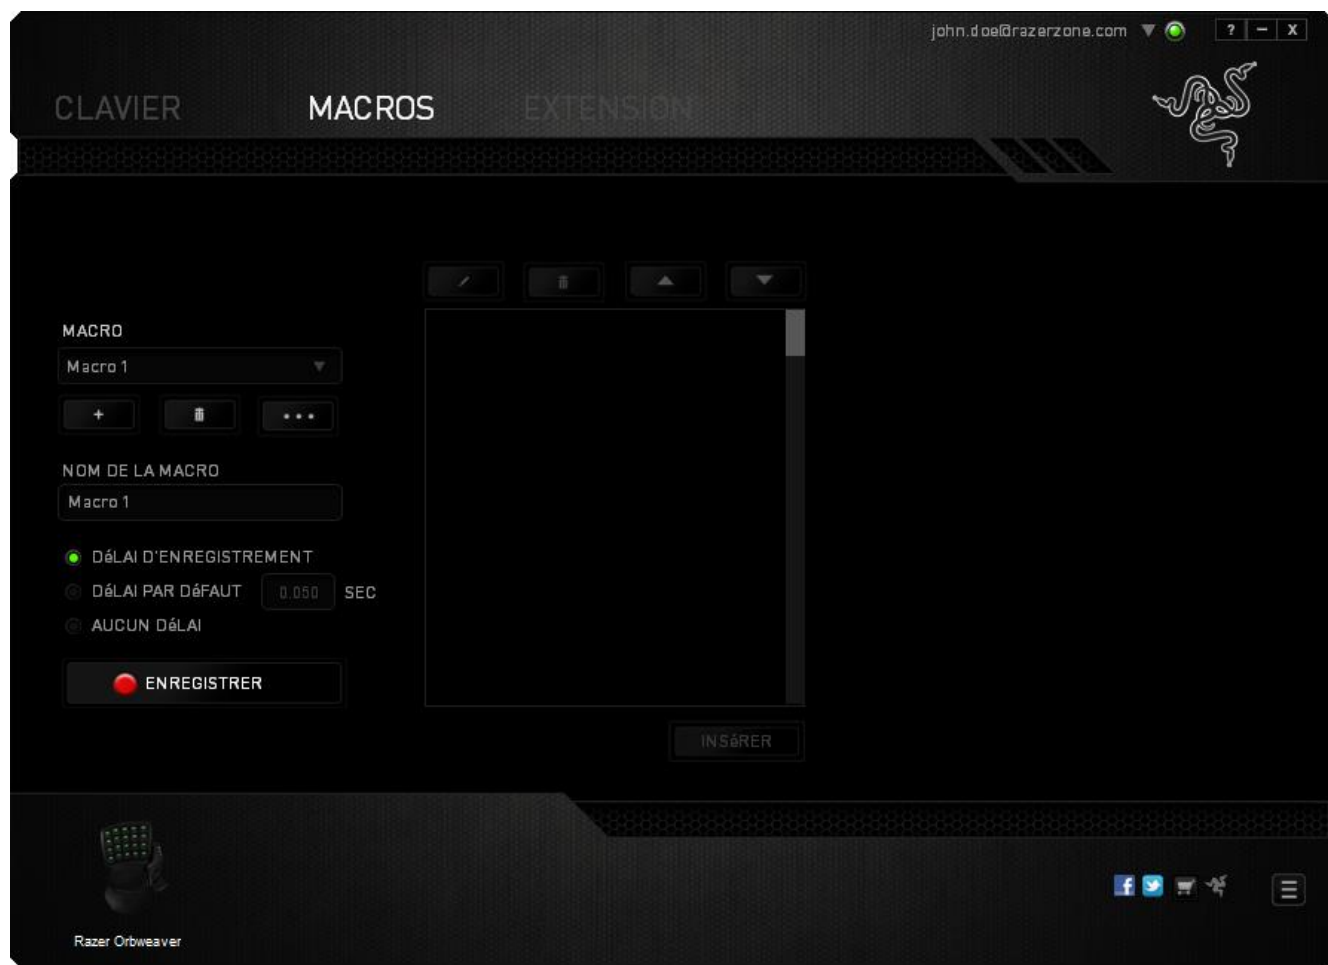 john.doe@razerzone.com
? – X
CLAVIER MACROS EXTENSION
MACRO
Macro 1
+
•••
NOM DE LA MACRO
Macro 1
DéLAI D'ENREGISTREMENT
DéLAI PAR DéFAUT 0.050 SEC
AUCUN DéLAI
ENREGISTRER
INSéRER
Razer Orbweaver